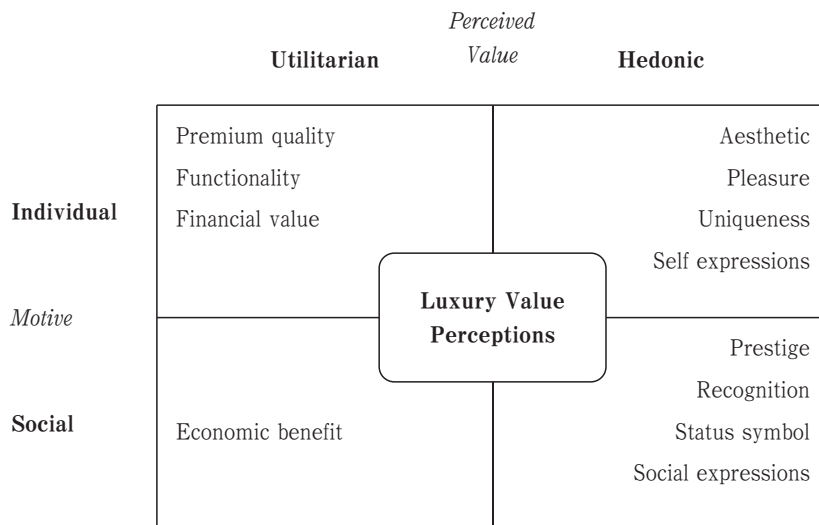 Perceived
Value
Utilitarian
Hedonic
Individual
Premium quality
Functionality
Financial value
Aesthetic
Pleasure
Uniqueness
Self expressions
Luxury Value
Perceptions
Motive
Social
Economic benefit
Prestige
Recognition
Status symbol
Social expressions